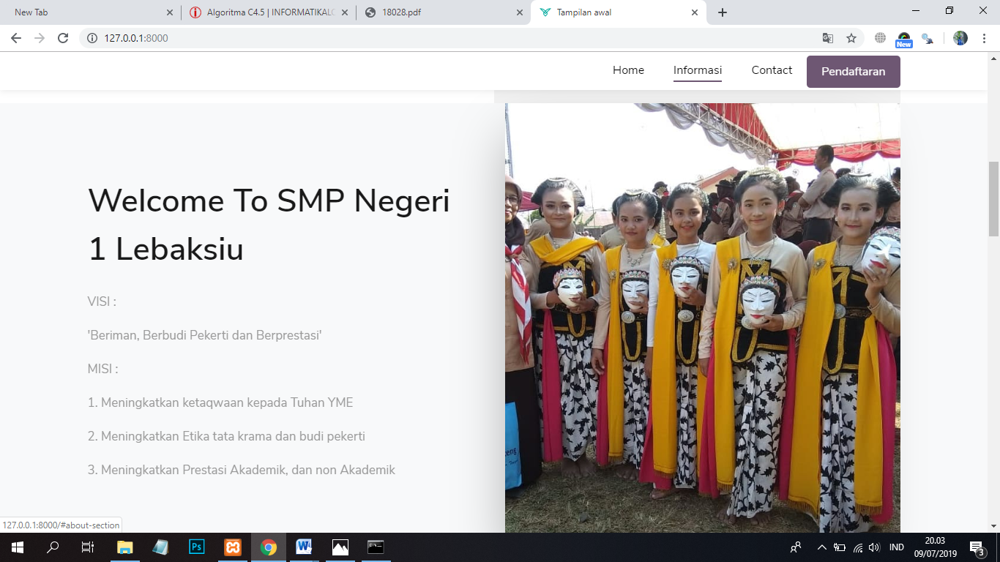 New Tab
Algoritma C4.5 | INFORMATIKALO
18028.pdf
Tampilan awal
127.0.0.1:8000
New
Home
Informasi
Contact
Pendaftaran
Welcome To SMP Negeri
1 Lebaksiu
VISI :
'Beriman, Berbudi Pekerti dan Berprestasi'
MISI :
1. Meningkatkan ketaqwaan kepada Tuhan YME
2. Meningkatkan Etika tata krama dan budi pekerti
3. Meningkatkan Prestasi Akademik, dan non Akademik
127.0.0.1:8000/#about-section
Ps
IND
20.03
09/07/2019
3